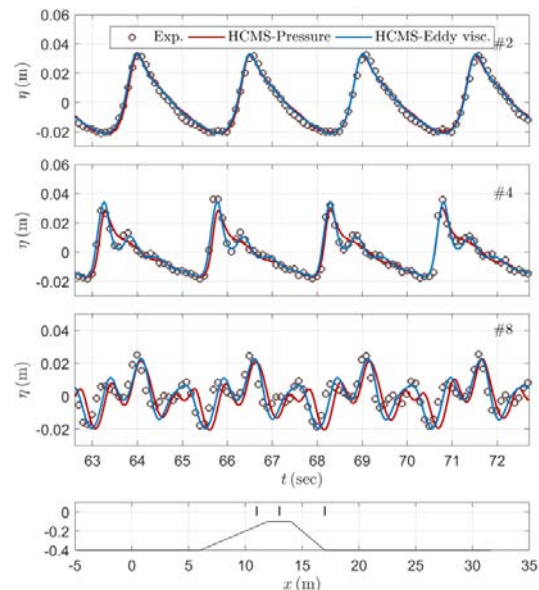 0.06
Exp. HCMS-Pressure HCMS-Eddy visc. #2
0.04
η (m)
0.02
0
-0.02
0.06
#4
0.04
η (m)
0.02
0
-0.02
#8
0.04
η (m)
0.02
0
-0.02
63 64 65 66 67 68 69 70 71 72
t (sec)
0
-0.2
-0.4
-5 0 5 10 15 20 25 30 35
x (m)